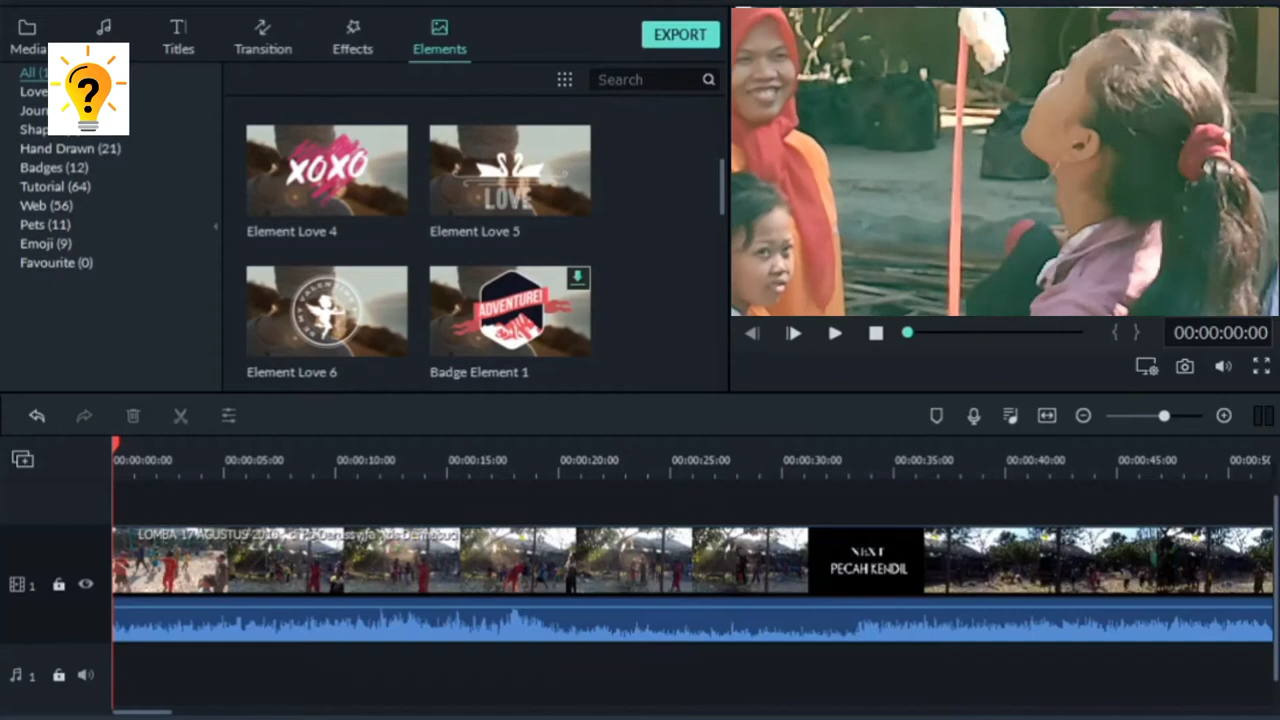 Media
Titles
Transition
Effects
Elements
EXPORT
All (1
Love
Jour
Shap
Hand Drawn (21)
Badges (12)
Tutorial (64)
Web (56)
Pets (11)
Emoji (9)
Favourite (0)
Search
?
XOXO
LOVE
Element Love 4
Element Love 5
ADVENTURE!
Element Love 6
Badge Element 1
{ }
00:00:00:00
00:00:00:00
00:00:05:00
00:00:10:00
00:00:15:00
00:00:20:00
00:00:25:00
00:00:30:00
00:00:35:00
00:00:40:00
00:00:45:00
00:00:50
LOMBA 17 AGUSTUS
NEXT
PECAH KENDIL
1
1